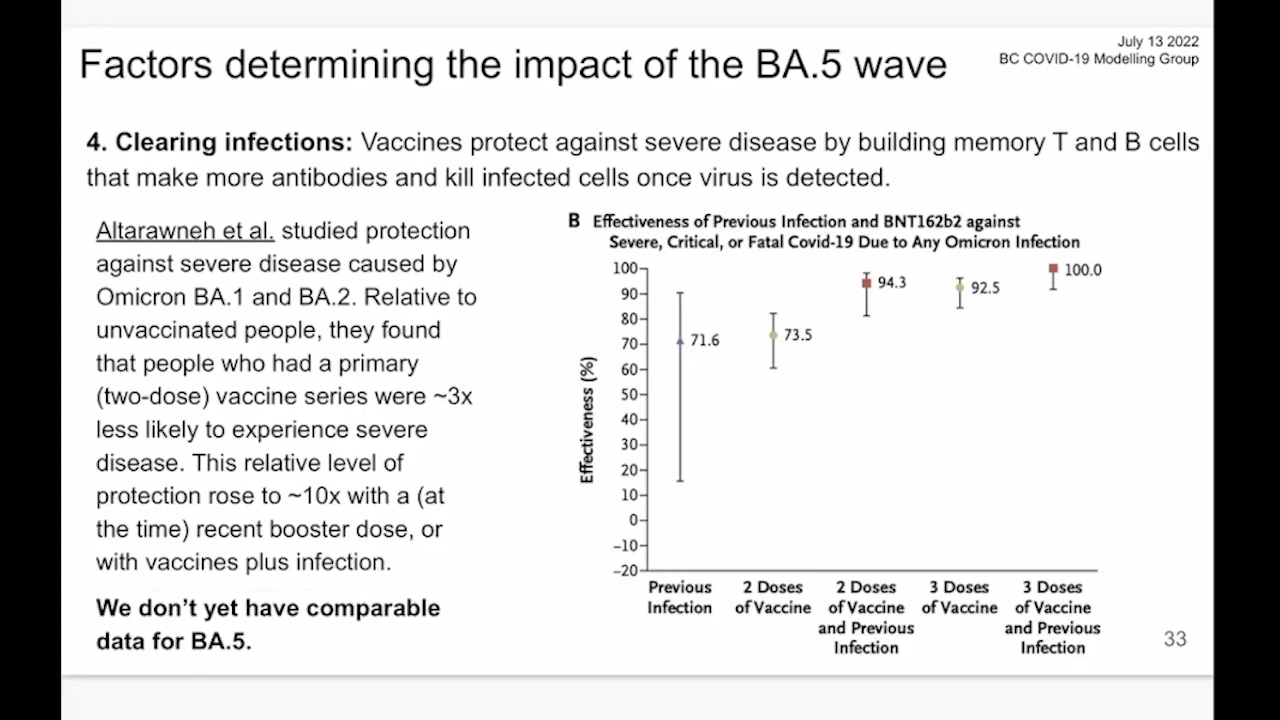 July 13 2022
BC COVID-19 Modelling Group
Factors determining the impact of the BA.5 wave
4. Clearing infections: Vaccines protect against severe disease by building memory T and B cells
that make more antibodies and kill infected cells once virus is detected.
Altarawneh et al. studied protection
against severe disease caused by
Omicron BA.1 and BA.2. Relative to
unvaccinated people, they found
that people who had a primary
(two-dose) vaccine series were ~3x
less likely to experience severe
disease. This relative level of
protection rose to ~10x with a (at
the time) recent booster dose, or
with vaccines plus infection.
We don't yet have comparable
data for BA.5.
B Effectiveness of Previous Infection and BNT162b2 against
Severe, Critical, or Fatal Covid-19 Due to Any Omicron Infection
Effectiveness (%)
100
90
80
70
60
50
40
30
20
10
0
−10
−20
71.6
73.5
94.3
92.5
100.0
Previous
Infection
2 Doses
of Vaccine
2 Doses
of Vaccine
and Previous
Infection
3 Doses
of Vaccine
3 Doses
of Vaccine
and Previous
Infection
33